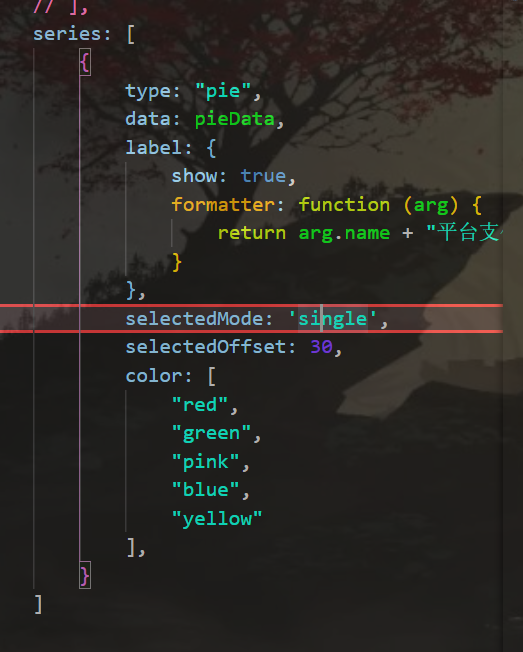 // ],
series: [
{
type: "pie",
data: pieData,
label: {
show: true,
formatter: function (arg) {
return arg.name + "平台支
}
},
selectedMode: 'single',
selectedOffset: 30,
color: [
"red",
"green",
"pink",
"blue",
"yellow"
],
}
]